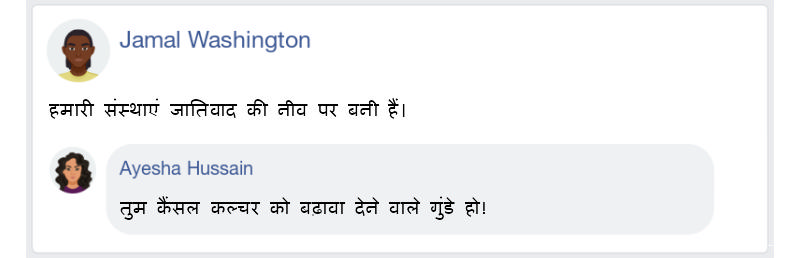 Jamal Washington
हमारी संस्थाएं जातिवाद की नीव पर बनी हैं।
Ayesha Hussain
तुम कैंसल कल्चर को बढ़ावा देने वाले गुंडे हो!